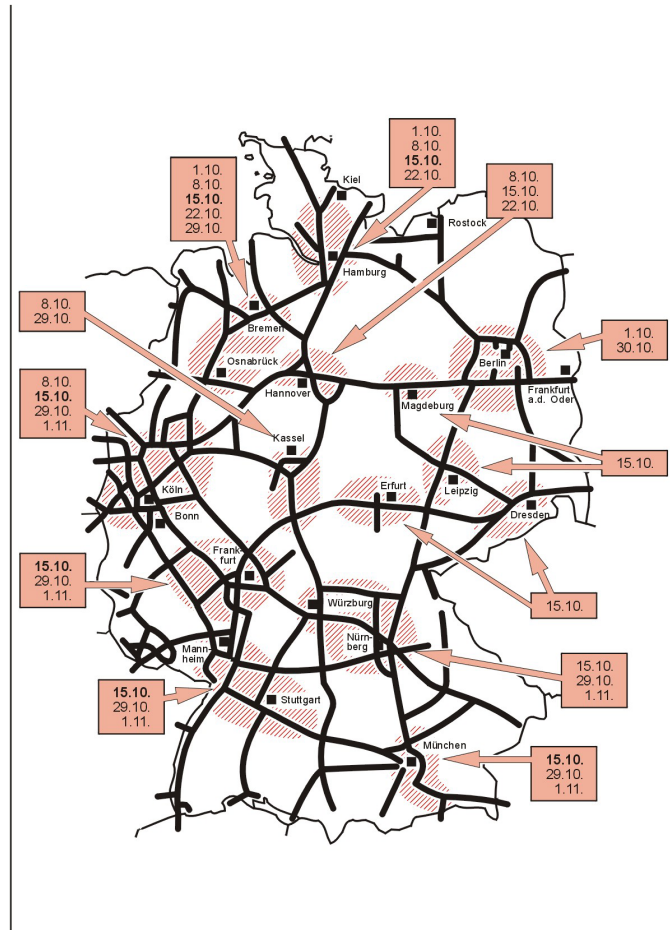 1.10.
8.10.
15.10.
22.10.
1.10.
8.10.
15.10.
22.10.
29.10.
8.10.
15.10.
22.10.
Kiel
Rostock
Hamburg
8.10.
29.10.
Bremen
1.10.
30.10.
Osnabrück
Berlin
Hannover
Frankfurt
a.d. Oder
Magdeburg
8.10.
15.10.
29.10.
1.11.
Kassel
15.10.
Köln
Erfurt
Leipzig
Bonn
Dresden
Frank-
furt
15.10.
29.10.
1.11.
15.10.
Würzburg
Nürn-
berg
Mann-
heim
15.10.
29.10.
1.11.
15.10.
29.10.
1.11.
Stuttgart
München
15.10.
29.10.
1.11.